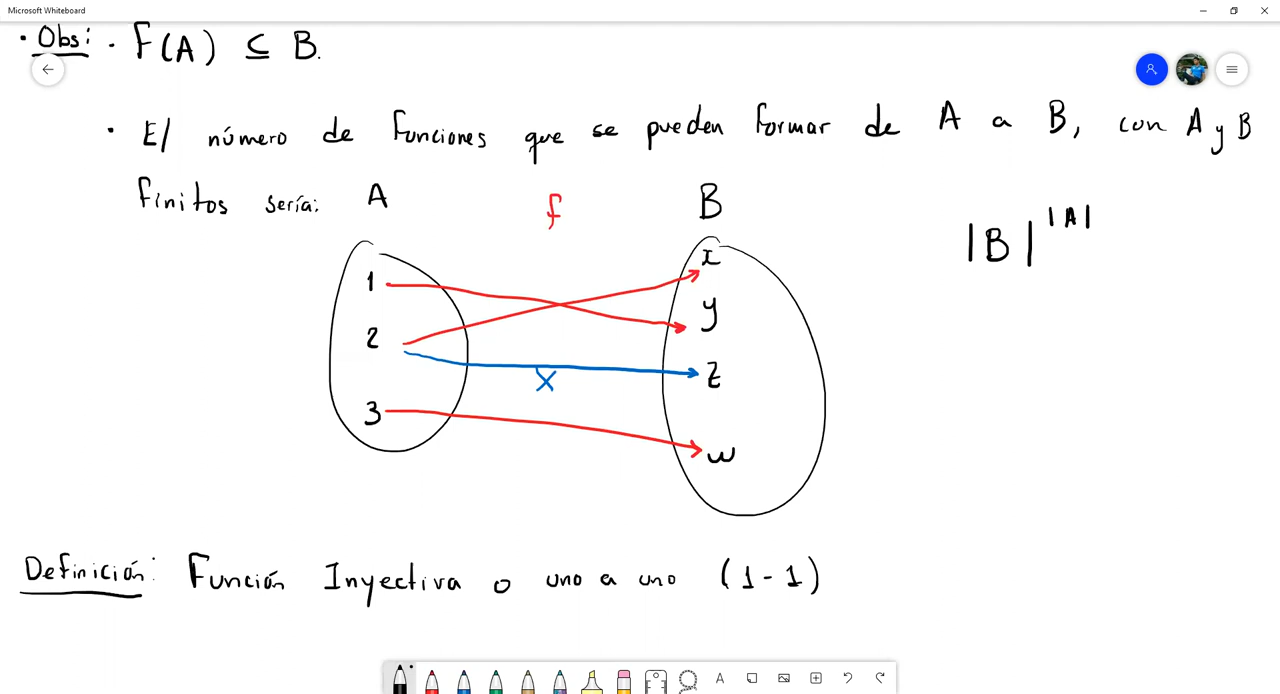 Microsoft Whiteboard
· Obs: · F(A) ⊆ B.
· El número de funciones que se pueden formar de A a B, con A y B
finitos sería:
A f B
|B|^|A|
x
1
y
2
z
X
3
w
Definición: Función Inyectiva o uno a uno (1-1)
A